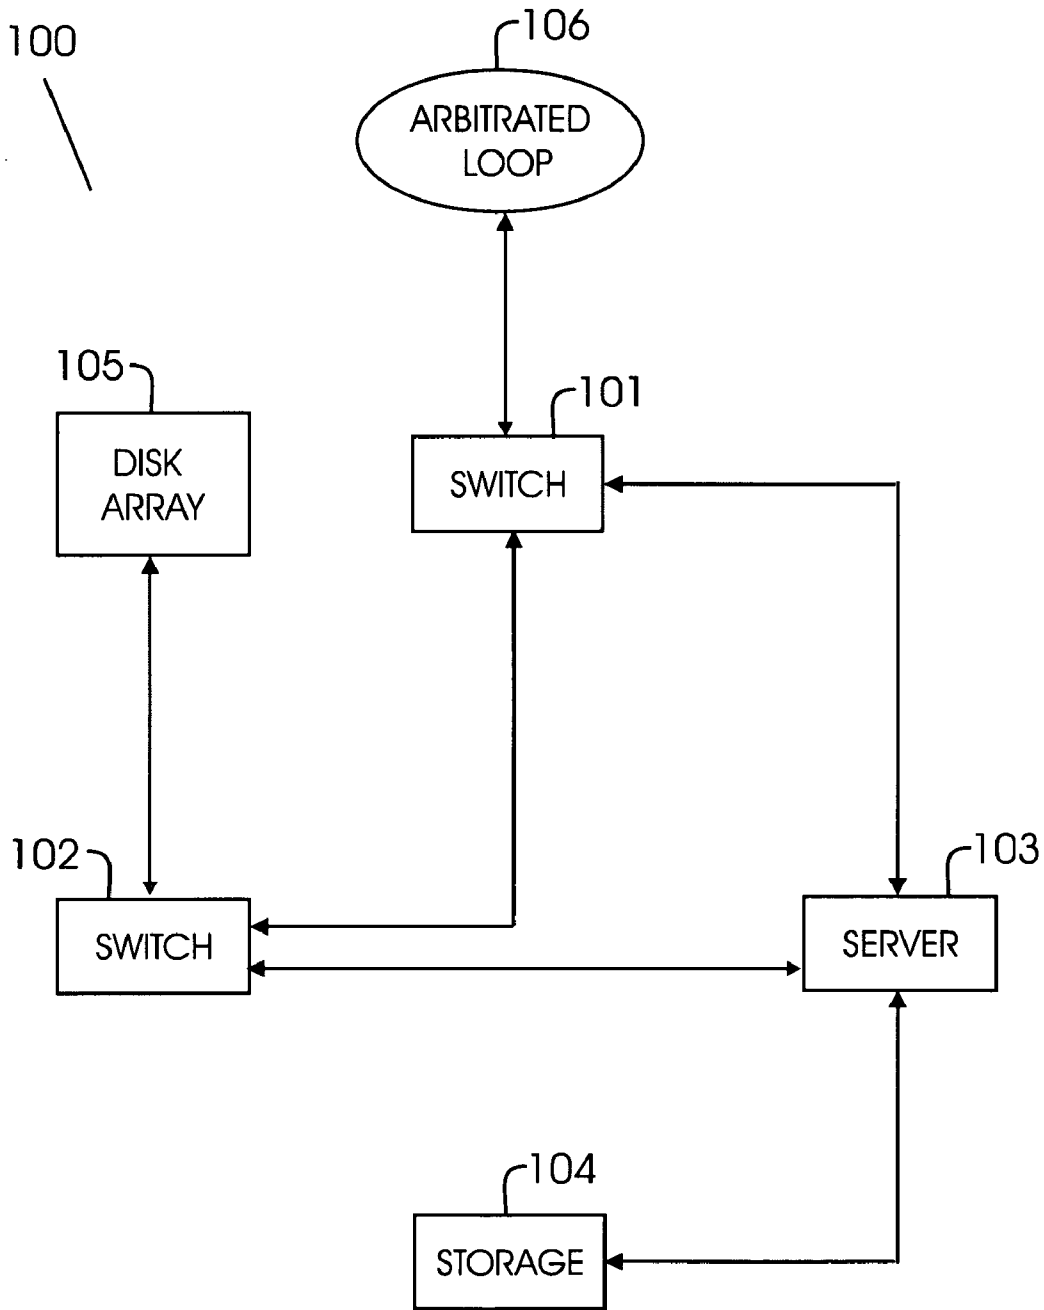 100
106
ARBITRATED
LOOP
105
101
DISK
ARRAY
SWITCH
102
103
SWITCH
SERVER
104
STORAGE